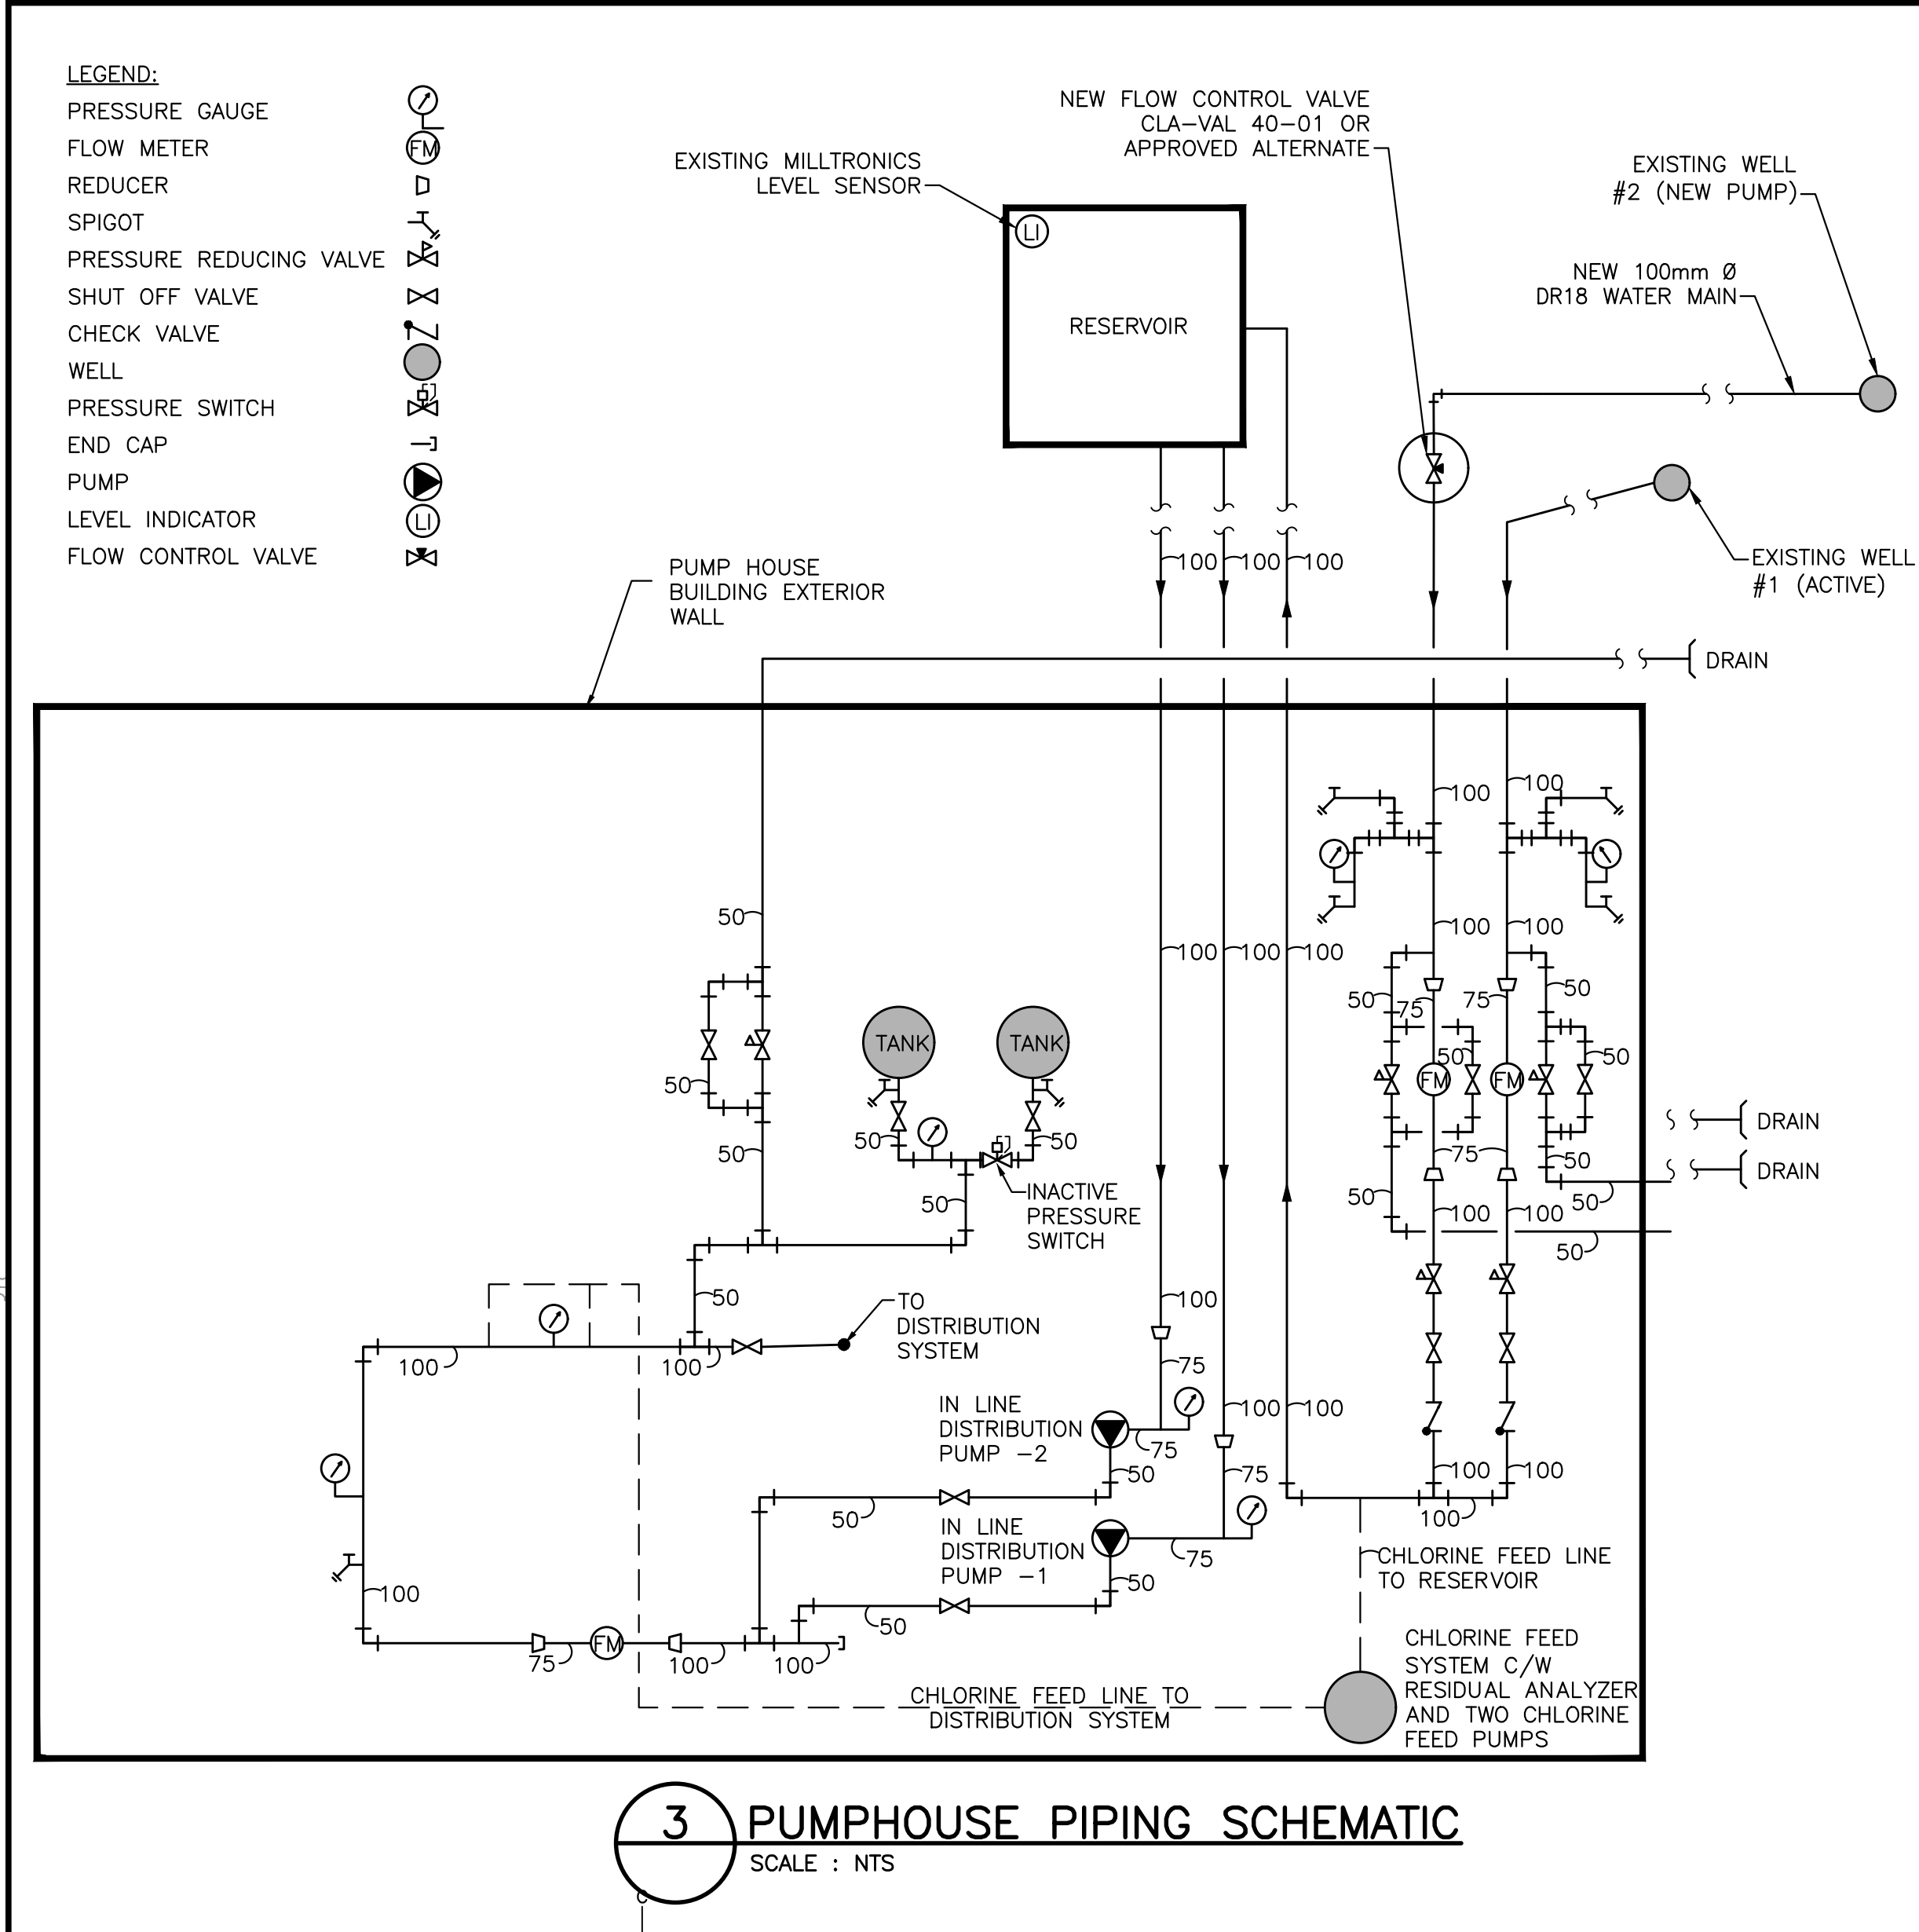 LEGEND:
PRESSURE GAUGE
FLOW METER
FM
REDUCER
SPIGOT
PRESSURE REDUCING VALVE
SHUT OFF VALVE
CHECK VALVE
WELL
PRESSURE SWITCH
END CAP
PUMP
LEVEL INDICATOR
LI
FLOW CONTROL VALVE
NEW FLOW CONTROL VALVE
CLA-VAL 40-01 OR
APPROVED ALTERNATE
EXISTING MILLTRONICS
LEVEL SENSOR
LI
RESERVOIR
EXISTING WELL
#2 (NEW PUMP)
NEW 100mm Ø
DR18 WATER MAIN
EXISTING WELL
#1 (ACTIVE)
PUMP HOUSE
BUILDING EXTERIOR
WALL
100
100
100
DRAIN
100
100
50
100
100
100
100
100
50
75
75
50
TANK
TANK
50
50
50
FM
FM
50
50
50
DRAIN
50
75
50
DRAIN
50
INACTIVE
PRESSURE
SWITCH
50
100
100
50
50
50
100
TO
DISTRIBUTION
SYSTEM
100
100
75
IN LINE
DISTRIBUTION
PUMP -2
75
50
100
100
75
100
100
50
100
IN LINE
DISTRIBUTION
PUMP -1
75
50
50
CHLORINE FEED LINE
TO RESERVOIR
100
FM
75
100
100
CHLORINE FEED LINE TO
DISTRIBUTION SYSTEM
CHLORINE FEED
SYSTEM C/W
RESIDUAL ANALYZER
AND TWO CHLORINE
FEED PUMPS
3
PUMPHOUSE PIPING SCHEMATIC
SCALE : NTS
C